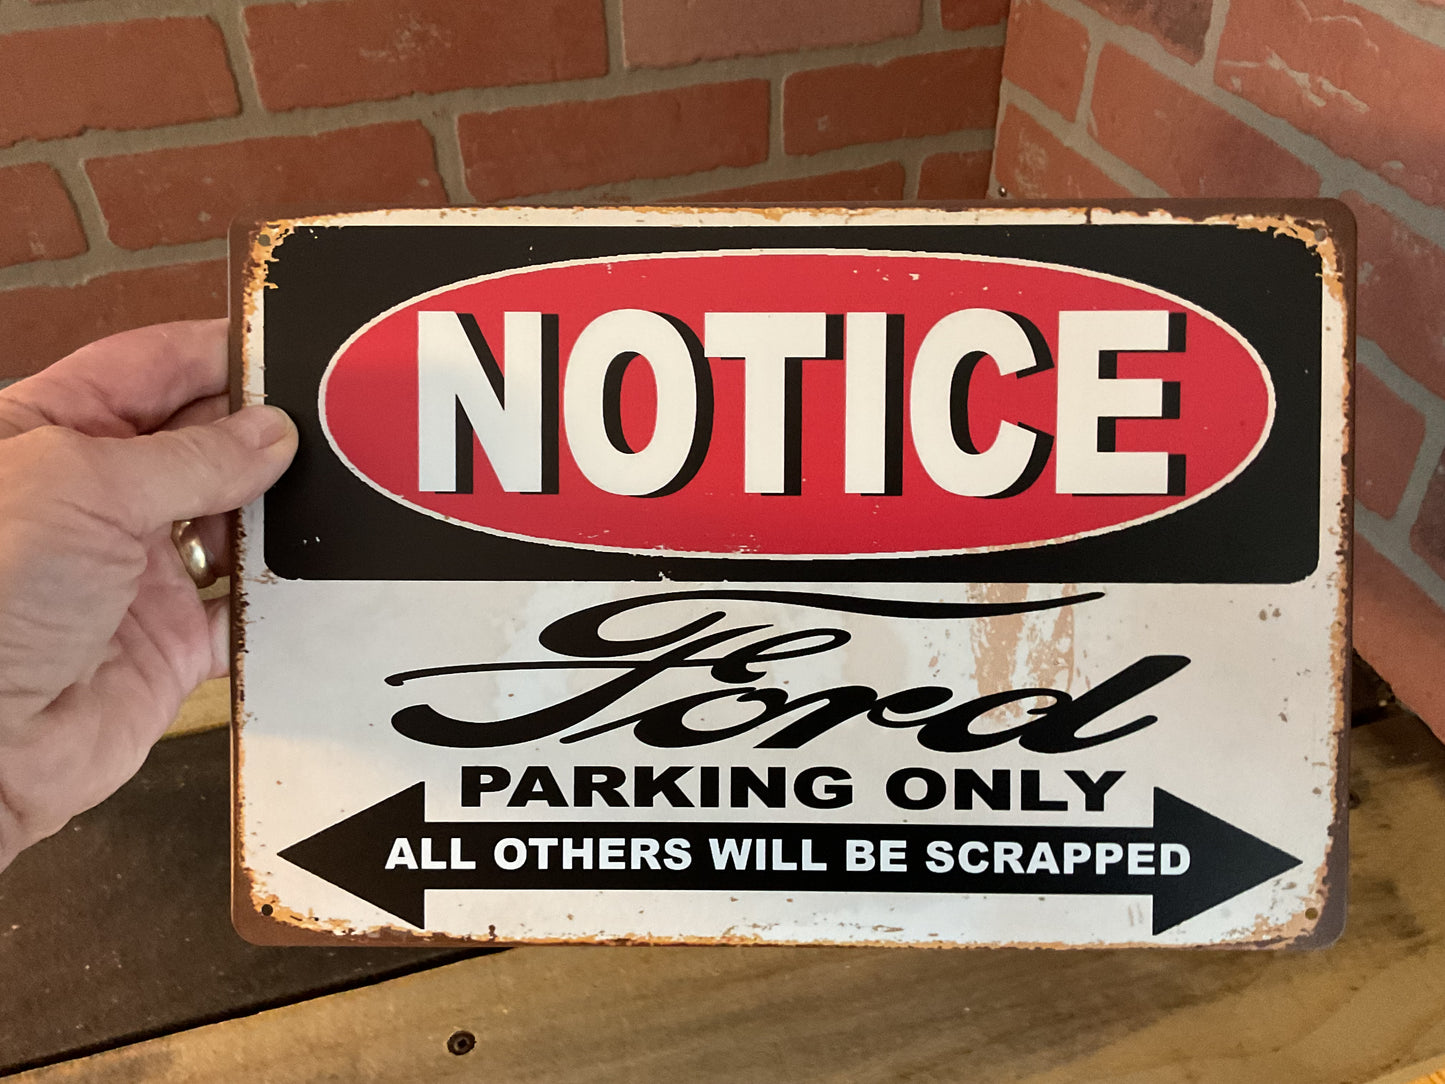 NOTICE
Ford
PARKING ONLY
ALL OTHERS WILL BE SCRAPPED